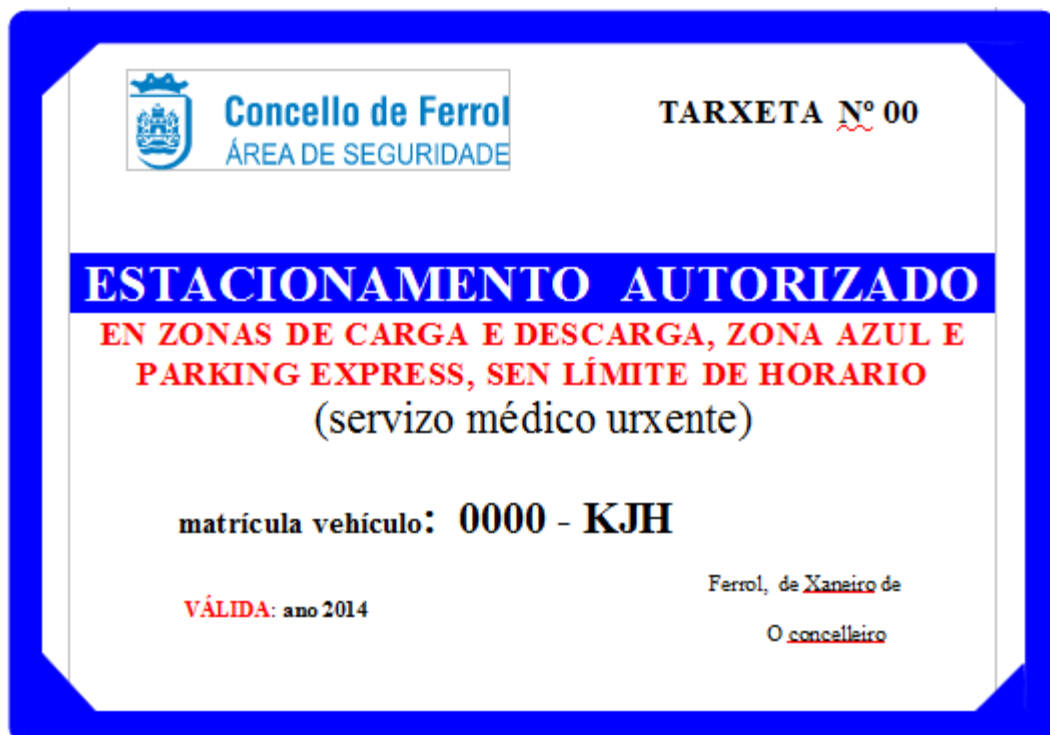 Concello de Ferrol
ÁREA DE SEGURIDADE
TARXETA Nº 00
ESTACIONAMENTO AUTORIZADO
EN ZONAS DE CARGA E DESCARGA, ZONA AZUL E
PARKING EXPRESS, SEN LÍMITE DE HORARIO
(servizo médico urxente)
matrícula vehículo: 0000 - KJH
Ferrol, de Xaneiro de
VÁLIDA: ano 2014
O concelleiro